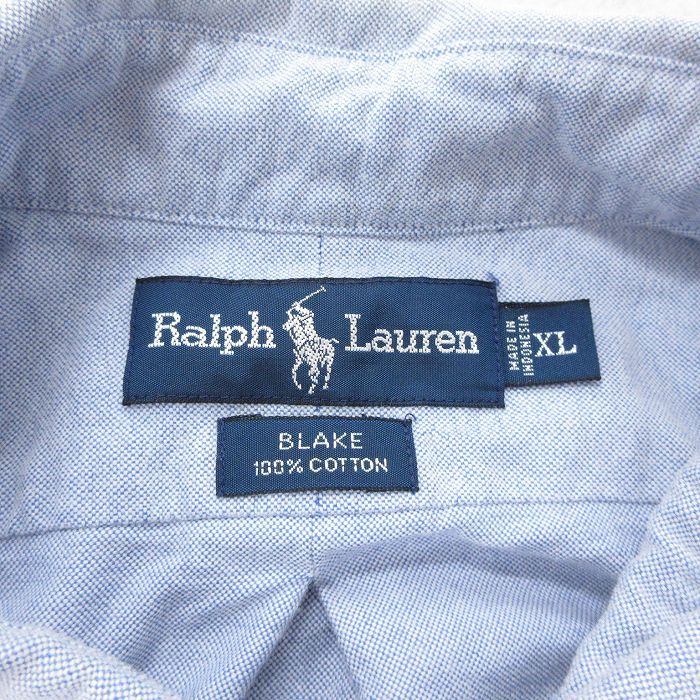 Ralph Lauren
MADE IN
INDONESIA
XL
BLAKE
100% COTTON